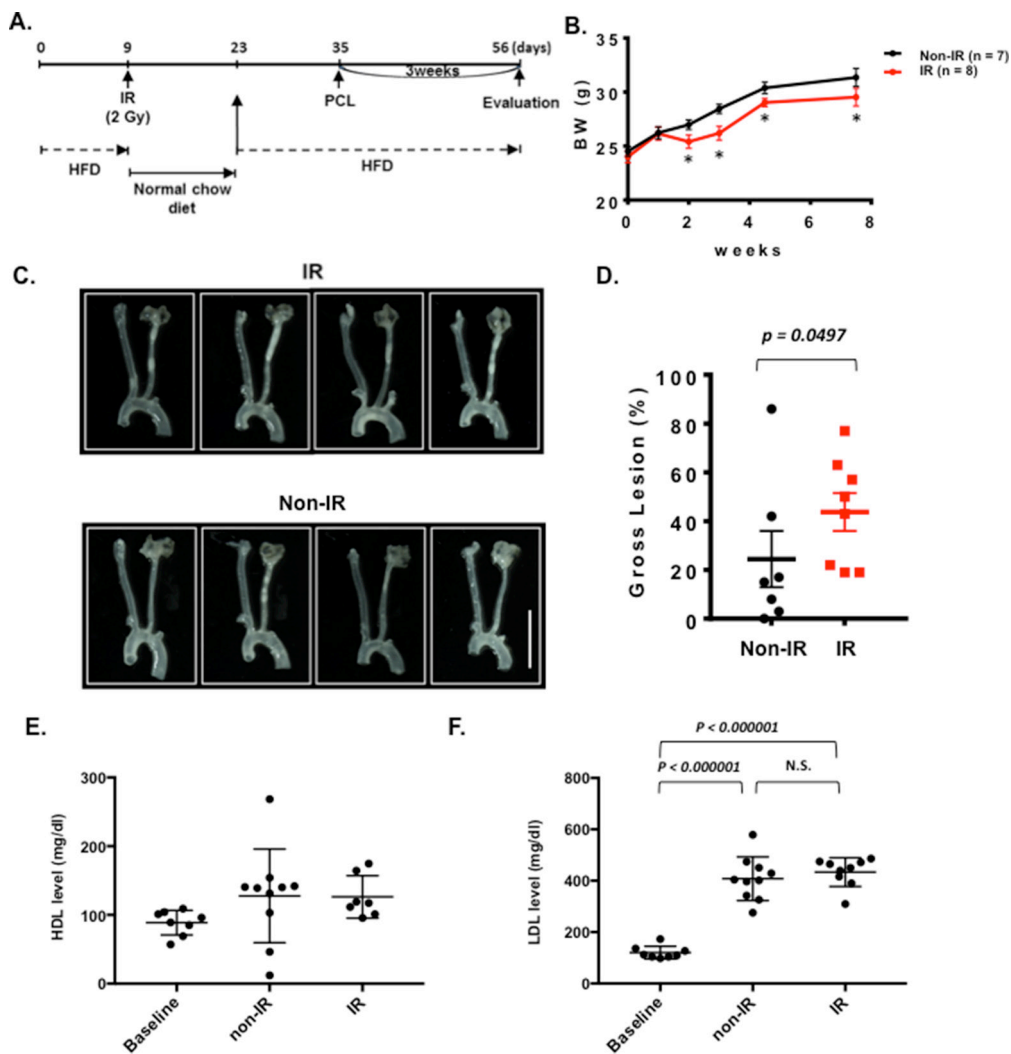 A.
0 9 23 35 56 (days)
3weeks
IR
(2 Gy)
PCL
Evaluation
HFD
HFD
Normal chow
diet
B.
35
30
25
20
BW (g)
0 2 4 6 8
weeks
Non-IR (n = 7)
IR (n = 8)
*
*
*
*
C.
IR
Non-IR
D.
p = 0.0497
100
80
60
40
20
0
Gross Lesion (%)
Non-IR IR
E.
300
200
100
0
HDL level (mg/dl)
Baseline
non-IR
IR
F.
P < 0.000001
P < 0.000001
N.S.
800
600
400
200
0
LDL level (mg/dl)
Baseline
non-IR
IR